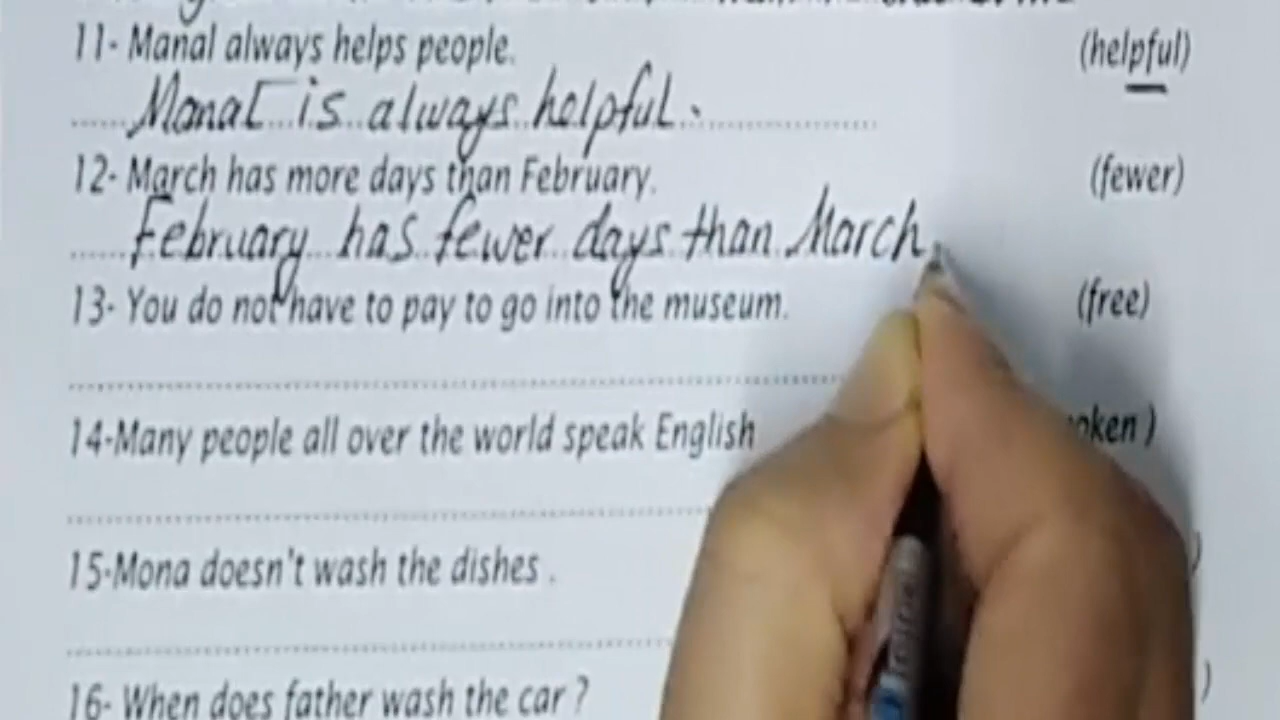 11- Manal always helps people. (helpful)
Manal is always helpful.
12- March has more days than February. (fewer)
February has fewer days than March.
13- You do not have to pay to go into the museum. (free)
14-Many people all over the world speak English oken )
15-Mona doesn't wash the dishes . )
16- When does father wash the car ? )